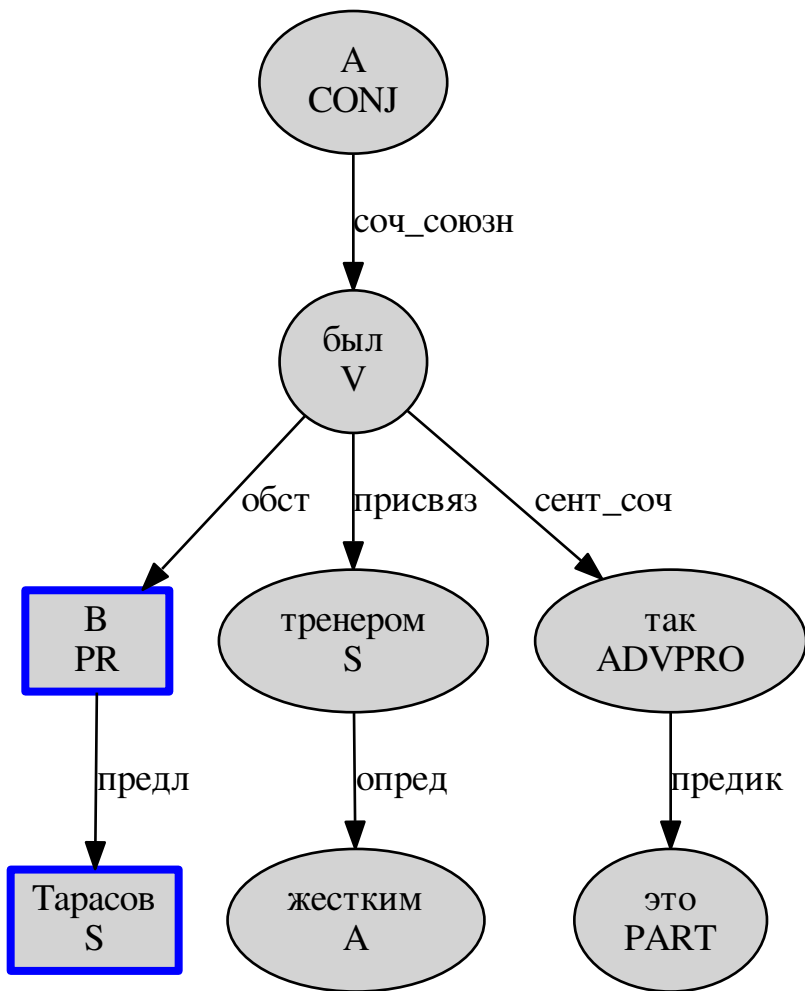 А
CONJ
соч_союзн
был
V
обст
присвяз
сент_соч
В
PR
тренером
S
так
ADVPRO
предл
опред
предик
Тарасов
S
жестким
A
это
PART